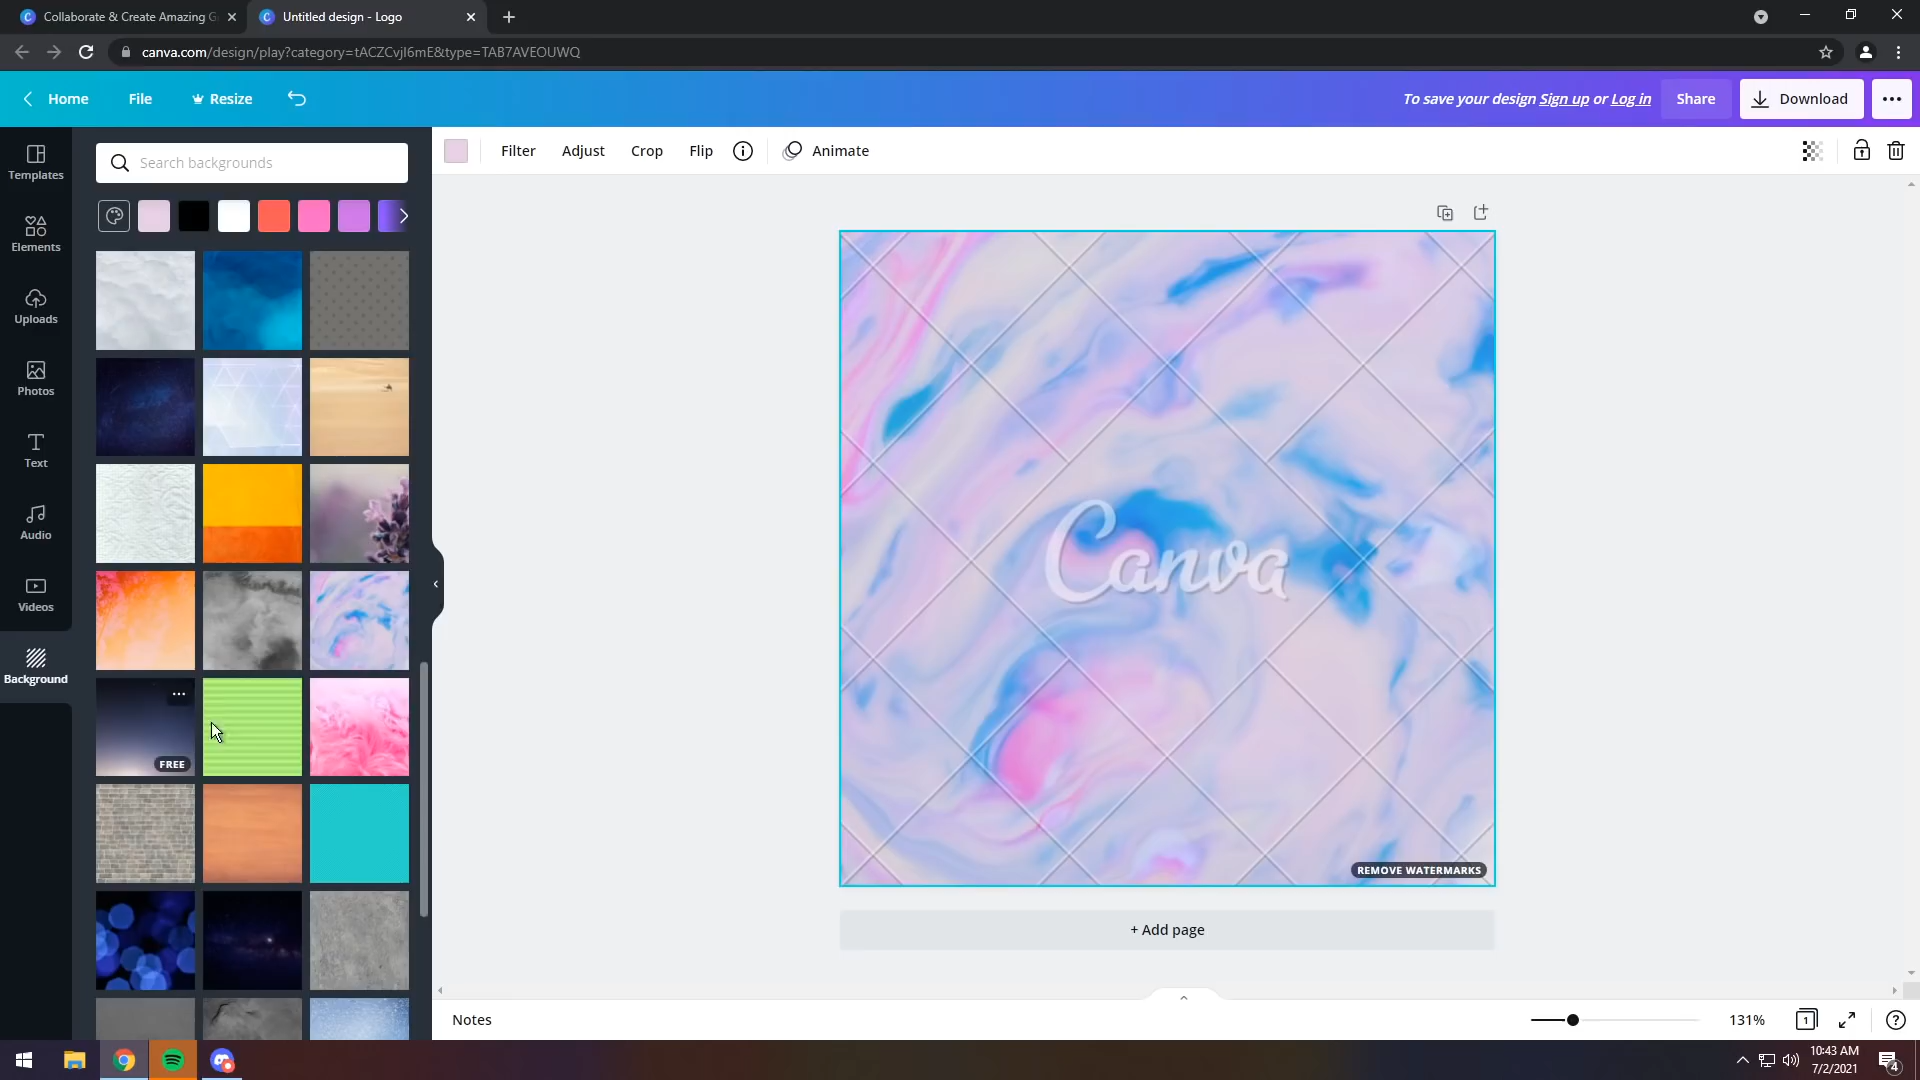 Collaborate & Create Amazing G
Untitled design - Logo
canva.com/design/play?category=tACZCvjl6mE&type=TAB7AVEOUWQ
Home
File
Resize
To save your design Sign up or Log in
Share
Download
Templates
Elements
Uploads
Photos
Text
Audio
Videos
Background
Search backgrounds
FREE
Filter
Adjust
Crop
Flip
Animate
Canva
REMOVE WATERMARKS
+ Add page
Notes
131%
1
10:43 AM
7/2/2021
4